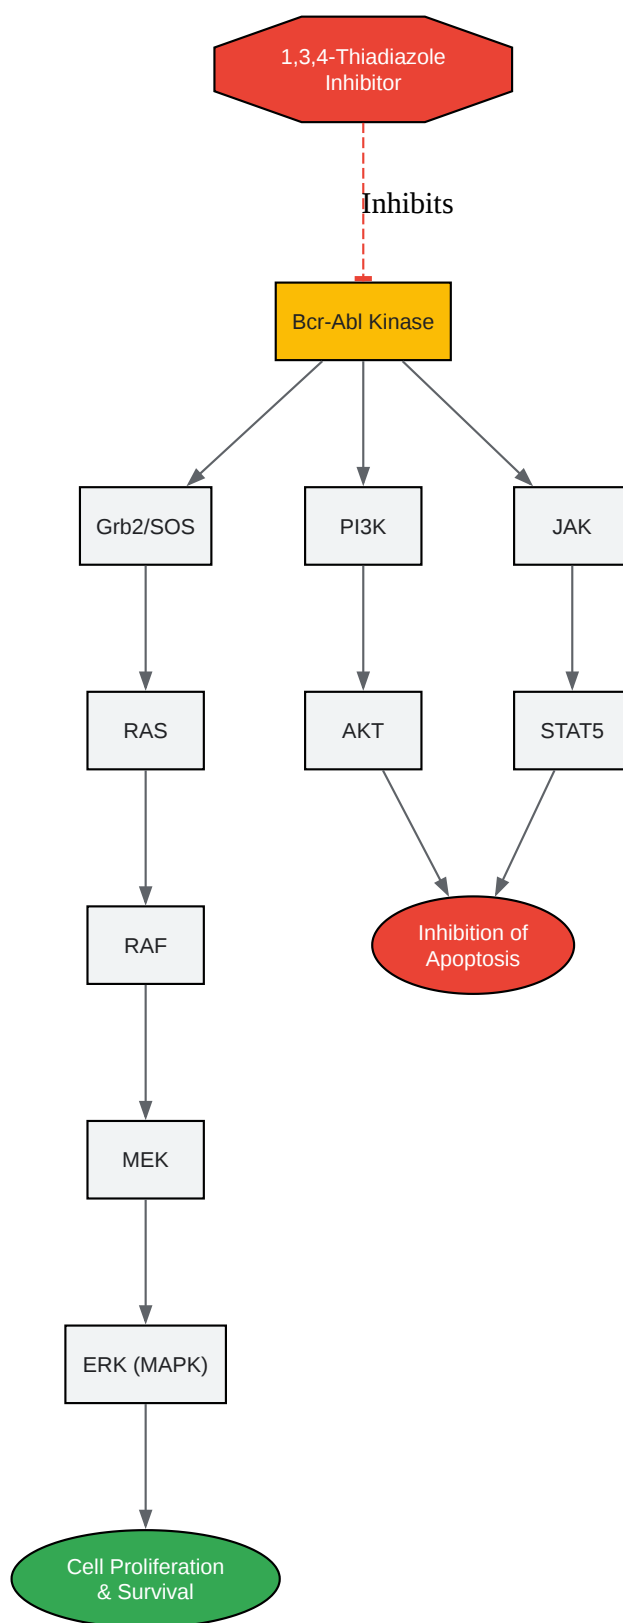 1,3,4-Thiadiazole
Inhibitor
Inhibits
Bcr-Abl Kinase
Grb2/SOS
PI3K
JAK
RAS
AKT
STAT5
RAF
Inhibition of
Apoptosis
MEK
ERK (MAPK)
Cell Proliferation
& Survival